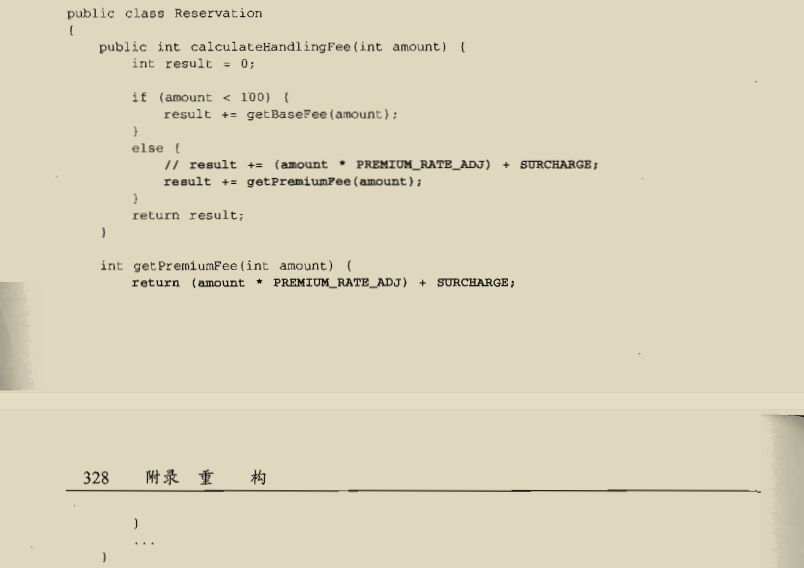 public class Reservation
{
public int calculateHandlingFee(int amount) {
int result = 0;
if (amount < 100) {
result += getBaseFee(amount);
}
else {
// result += (amount * PREMIUM_RATE_ADJ) + SURCHARGE;
result += getPremiumFee(amount);
}
return result;
}
int getPremiumFee(int amount) {
return (amount * PREMIUM_RATE_ADJ) + SURCHARGE;
328 附录 重 构
}
...
}